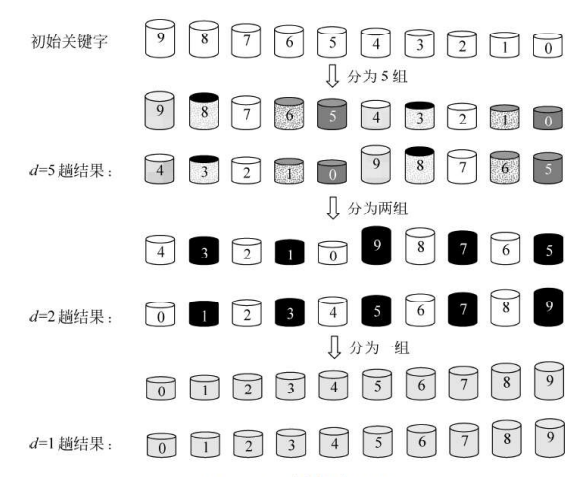 初始关键字 9 8 7 6 5 4 3 2 1 0
分为 5 组
9 8 7 6 5 4 3 2 1 0
d=5 趟结果： 4 3 2 1 0 9 8 7 6 5
分为两组
4 3 2 1 0 9 8 7 6 5
d=2 趟结果： 0 1 2 3 4 5 6 7 8 9
分为 组
0 1 2 3 4 5 6 7 8 9
d=1 趟结果： 0 1 2 3 4 5 6 7 8 9